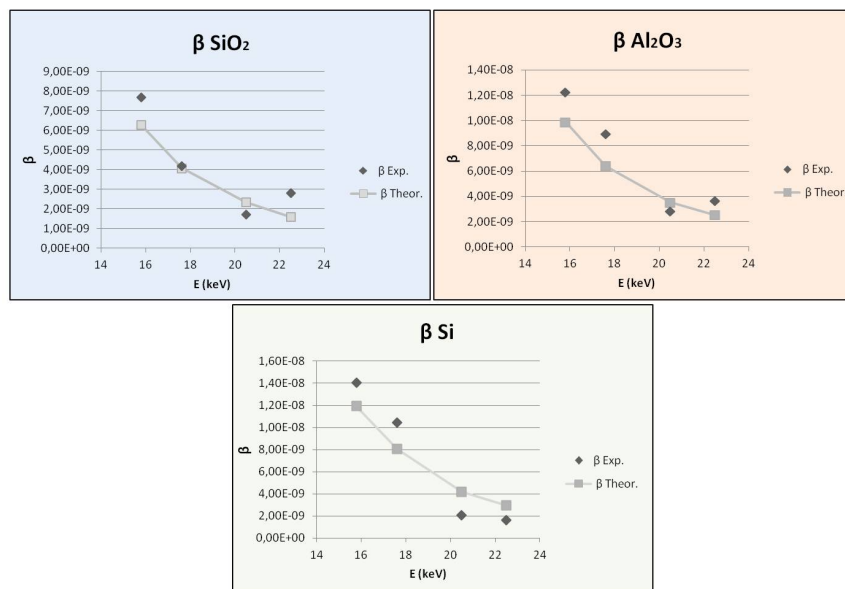 β SiO₂
9,00E-09
8,00E-09
7,00E-09
6,00E-09
5,00E-09
4,00E-09
3,00E-09
2,00E-09
1,00E-09
0,00E+00
β
14 16 18 20 22 24
E (keV)
β Exp.
β Theor.
β Al₂O₃
1,40E-08
1,20E-08
1,00E-08
8,00E-09
6,00E-09
4,00E-09
2,00E-09
0,00E+00
β
14 16 18 20 22 24
E (keV)
β Exp.
β Theor.
β Si
1,60E-08
1,40E-08
1,20E-08
1,00E-08
8,00E-09
6,00E-09
4,00E-09
2,00E-09
0,00E+00
β
14 16 18 20 22 24
E (keV)
β Exp.
β Theor.